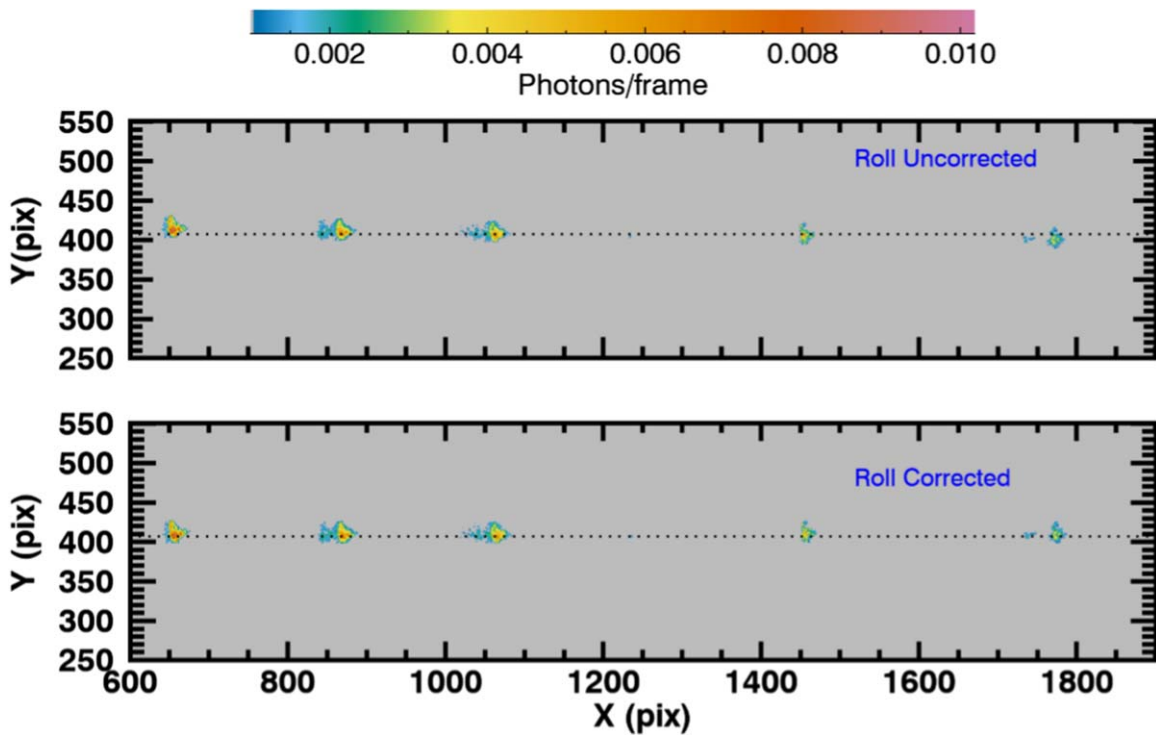 0.002 0.004 0.006 0.008 0.010
Photons/frame
550
500
450
400
350
300
250
Y(pix)
Roll Uncorrected
550
500
450
400
350
300
250
Y (pix)
Roll Corrected
600 800 1000 1200 1400 1600 1800
X (pix)